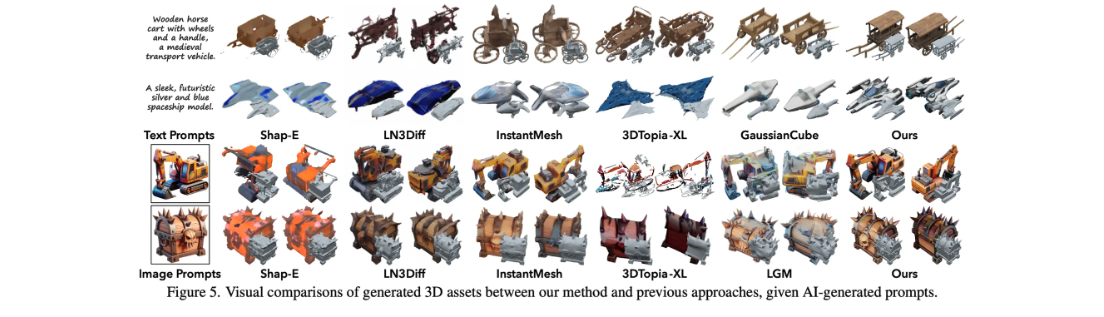 Wooden horse
cart with wheels
and a handle,
a medieval
transport vehicle.
A sleek, futuristic
silver and blue
spaceship model.
Text Prompts Shap-E LN3Diff InstantMesh 3DTopia-XL GaussianCube Ours
Image Prompts Shap-E LN3Diff InstantMesh 3DTopia-XL LGM Ours
Figure 5. Visual comparisons of generated 3D assets between our method and previous approaches, given AI-generated prompts.